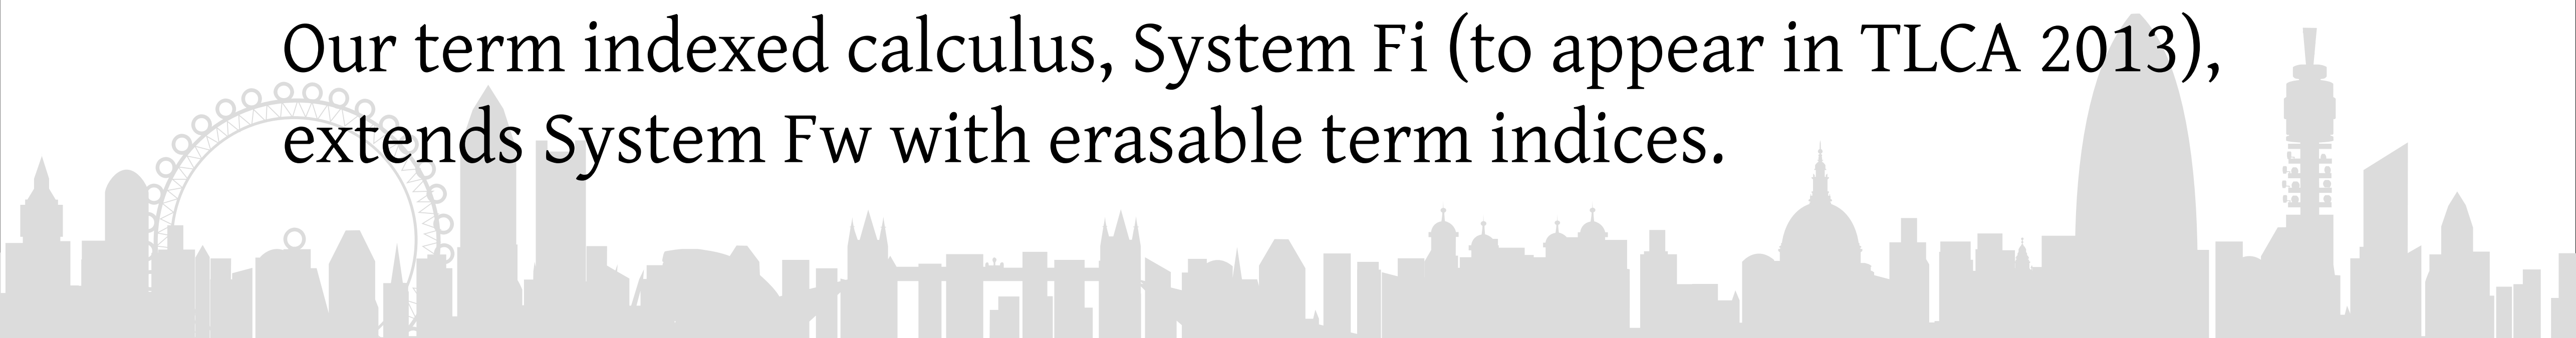 Our term indexed calculus, System Fi (to appear in TLCA 2013),
extends System Fw with erasable term indices.